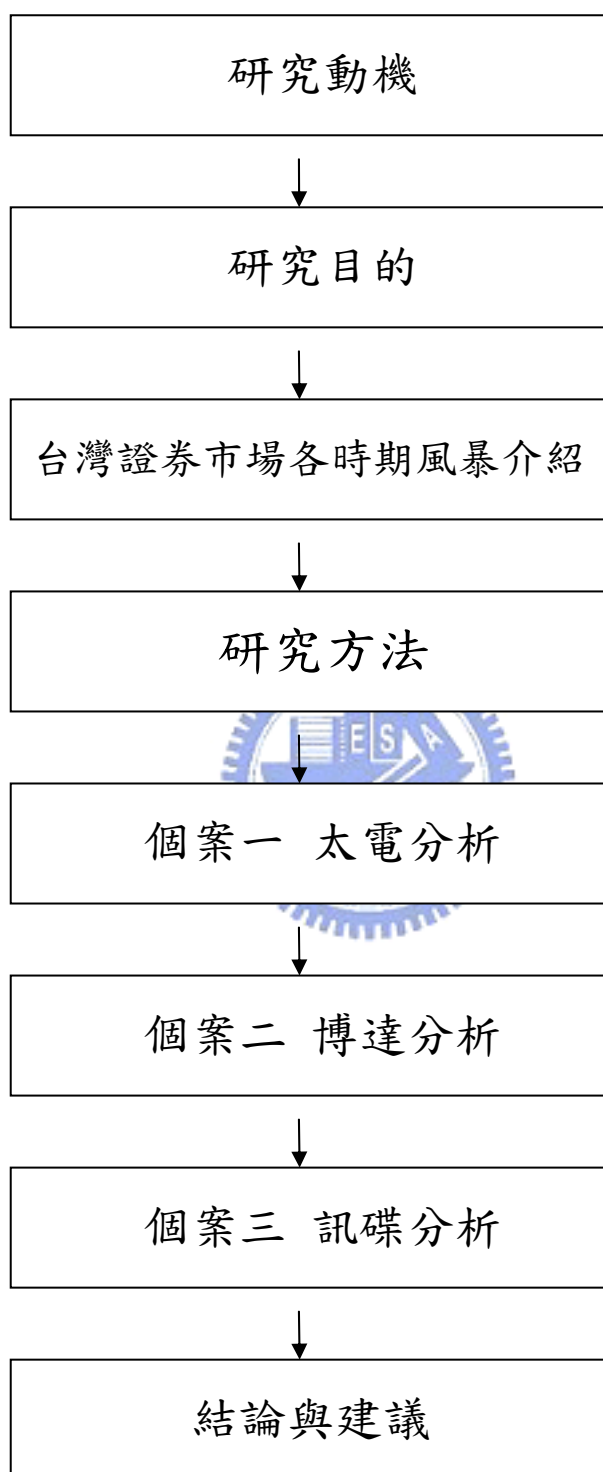 研究動機
研究目的
台灣證券市場各時期風暴介紹
研究方法
ESA
個案一 太電分析
個案二 博達分析
個案三 訊碟分析
結論與建議